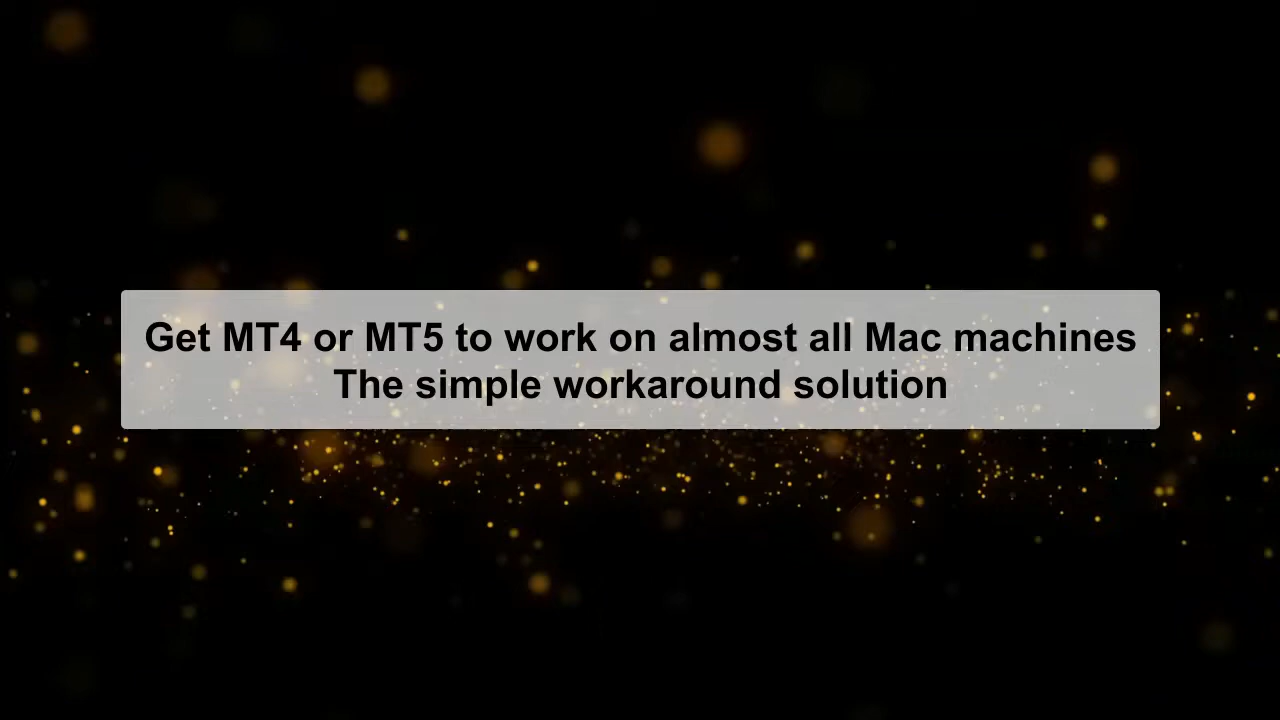 Get MT4 or MT5 to work on almost all Mac machines
The simple workaround solution